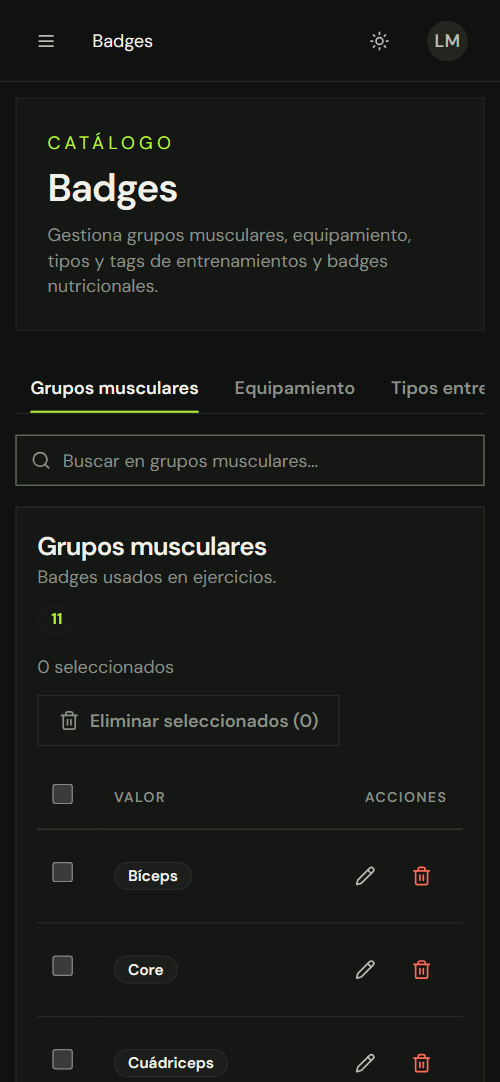 Badges
LM
CATÁLOGO
Badges
Gestiona grupos musculares, equipamiento,
tipos y tags de entrenamientos y badges
nutricionales.
Grupos musculares Equipamiento Tipos entre
Buscar en grupos musculares...
Grupos musculares
Badges usados en ejercicios.
11
0 seleccionados
Eliminar seleccionados (0)
VALOR ACCIONES
Bíceps
Core
Cuádriceps